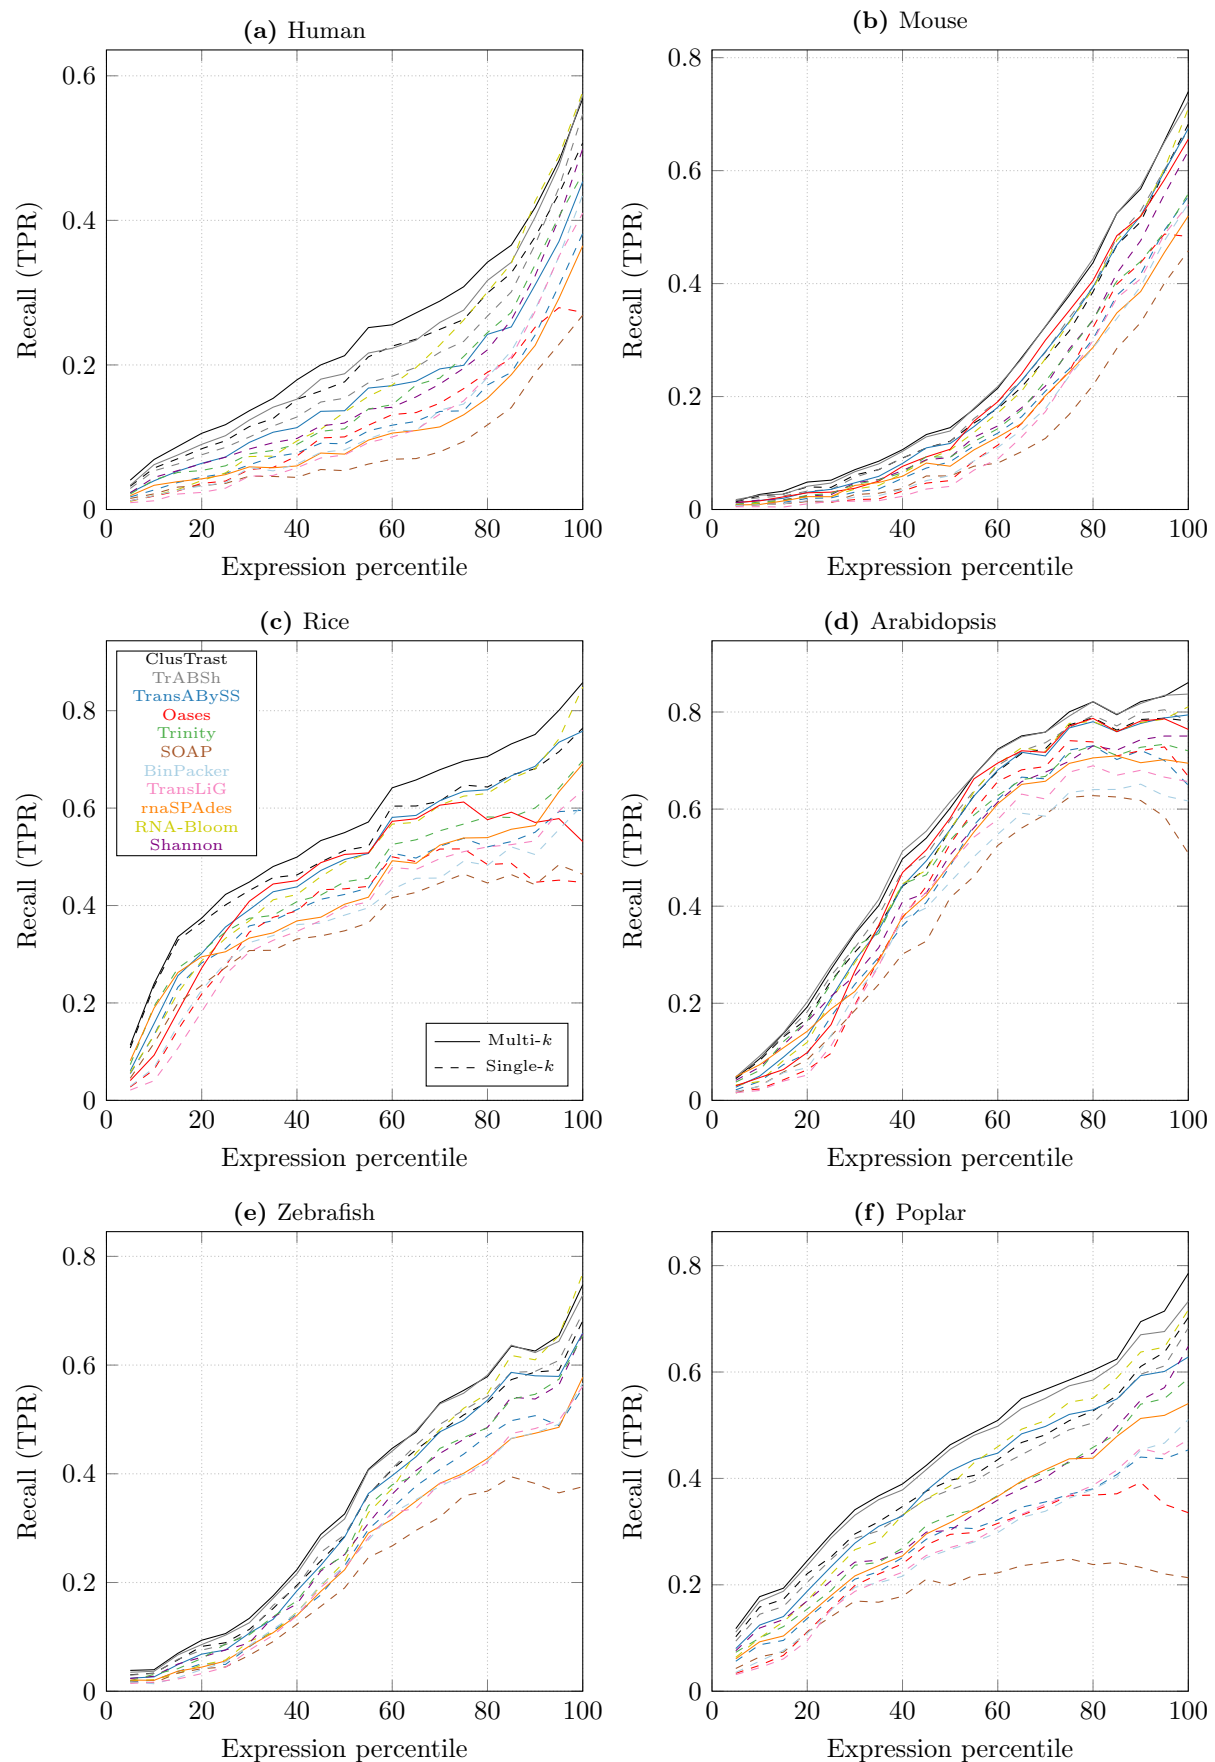 (a) Human
0.6
0.4
0.2
0
0 20 40 60 80 100
Recall (TPR)
Expression percentile
(b) Mouse
0.8
0.6
0.4
0.2
0
0 20 40 60 80 100
Recall (TPR)
Expression percentile
(c) Rice
ClusTrast
TrABSh
TransABySS
Oases
Trinity
SOAP
BinPacker
TransLiG
rnaSPAdes
RNA-Bloom
Shannon
Multi-k
Single-k
0.8
0.6
0.4
0.2
0
0 20 40 60 80 100
Recall (TPR)
Expression percentile
(d) Arabidopsis
0.8
0.6
0.4
0.2
0
0 20 40 60 80 100
Recall (TPR)
Expression percentile
(e) Zebrafish
0.8
0.6
0.4
0.2
0
0 20 40 60 80 100
Recall (TPR)
Expression percentile
(f) Poplar
0.8
0.6
0.4
0.2
0
0 20 40 60 80 100
Recall (TPR)
Expression percentile